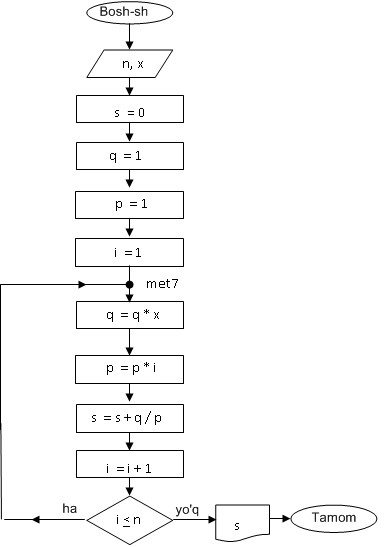 Bosh-sh
n, x
s = 0
q = 1
p = 1
i = 1
met7
q = q * x
p = p * i
s = s + q / p
i = i + 1
ha
i ≤ n
yo'q
s
Tamom